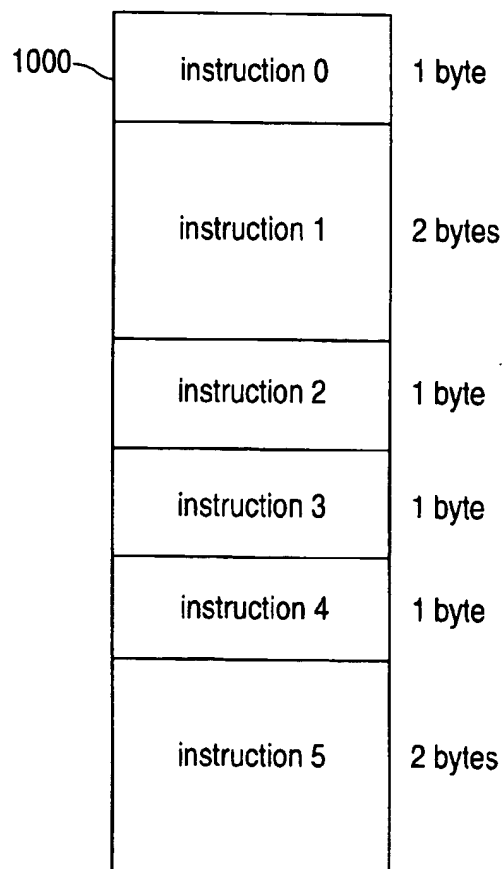 1000 instruction 0 1 byte
instruction 1 2 bytes
instruction 2 1 byte
instruction 3 1 byte
instruction 4 1 byte
instruction 5 2 bytes